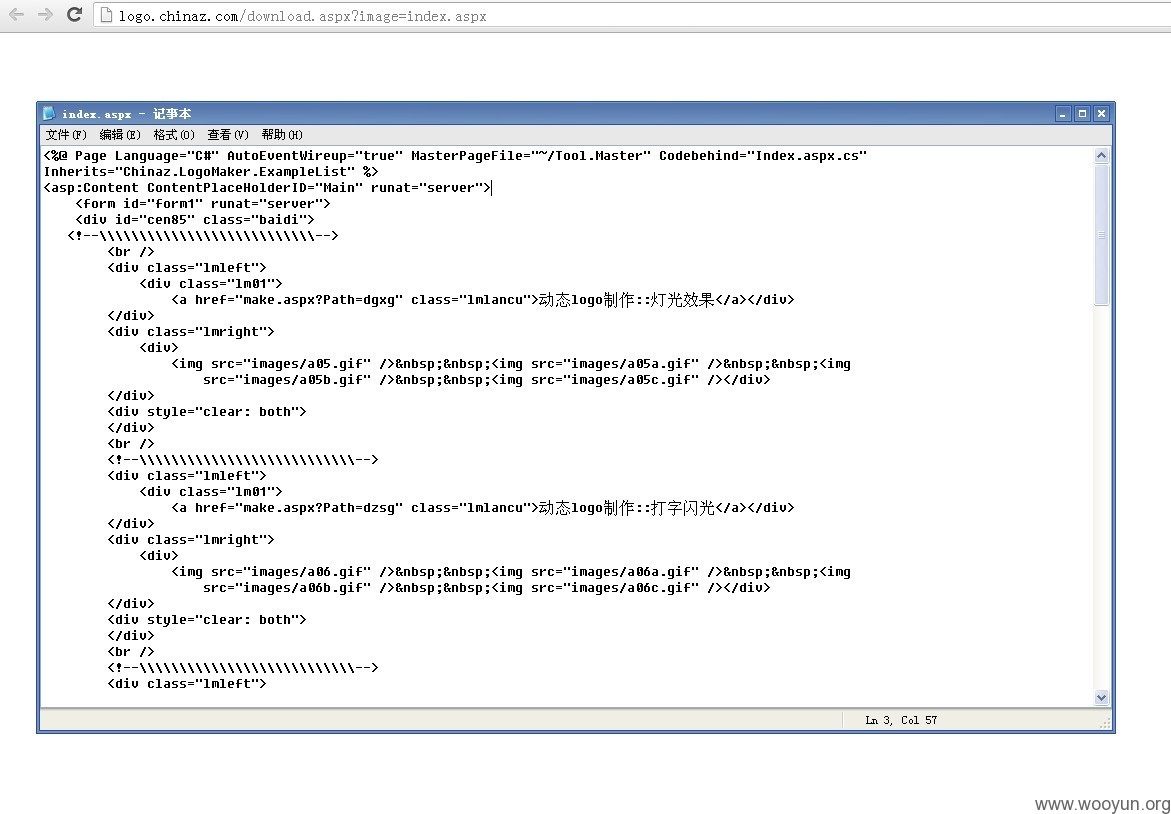 logo.chinaz.com/download.aspx?image=index.aspx
index.aspx - 记事本
文件(F) 编辑(E) 格式(O) 查看(V) 帮助(H)
<%@ Page Language="C#" AutoEventWireup="true" MasterPageFile="~/Tool.Master" Codebehind="Index.aspx.cs"
Inherits="Chinaz.LogoMaker.ExampleList" %>
<asp:Content ContentPlaceHolderID="Main" runat="server">
    <form id="form1" runat="server">
    <div id="cen85" class="baidi">
   <!--\\\\\\\\\\\\\\\\\\\\\\\\\\\-->
        <br />
        <div class="lmleft">
            <div class="lm01">
                <a href="make.aspx?Path=dgxg" class="lmlancu">动态logo制作::灯光效果</a></div>
        </div>
        <div class="lmright">
            <div>
                <img src="images/a05.gif" />&nbsp;&nbsp;<img src="images/a05a.gif" />&nbsp;&nbsp;<img
                    src="images/a05b.gif" />&nbsp;&nbsp;<img src="images/a05c.gif" /></div>
        </div>
        <div style="clear: both">
        </div>
        <br />
        <!--\\\\\\\\\\\\\\\\\\\\\\\\\\\-->
        <div class="lmleft">
            <div class="lm01">
                <a href="make.aspx?Path=dzsg" class="lmlancu">动态logo制作::打字闪光</a></div>
        </div>
        <div class="lmright">
            <div>
                <img src="images/a06.gif" />&nbsp;&nbsp;<img src="images/a06a.gif" />&nbsp;&nbsp;<img
                    src="images/a06b.gif" />&nbsp;&nbsp;<img src="images/a06c.gif" /></div>
        </div>
        <div style="clear: both">
        </div>
        <br />
        <!--\\\\\\\\\\\\\\\\\\\\\\\\\\\-->
        <div class="lmleft">
Ln 3, Col 57
www.wooyun.org